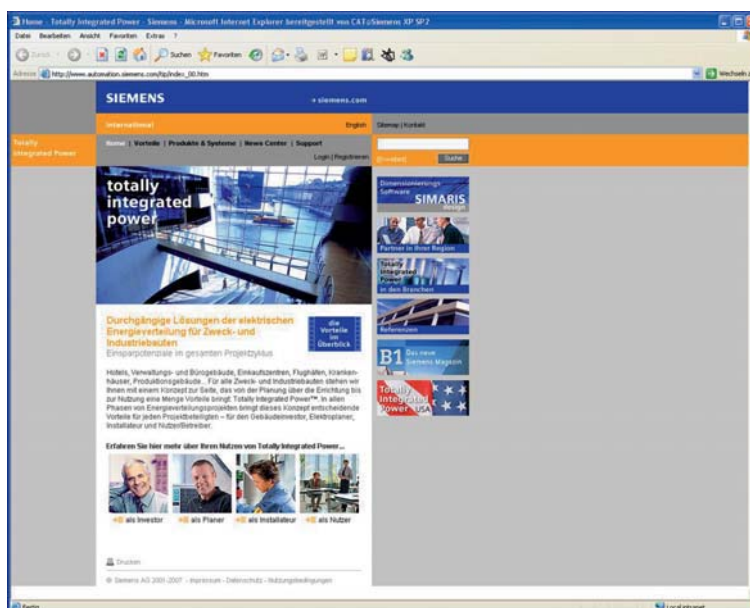 Home - Totally Integrated Power - Siemens - Microsoft Internet Explorer bereitgestellt von CAT@Siemens XP SP2
Datei Bearbeiten Ansicht Favoriten Extras ?
Zurück Suchen Favoriten
Adresse http://www.automation.siemens.com/tip/index_00.htm Wechseln
SIEMENS siemens.com
International English Sitemap | Kontakt
Totally Integrated Power
Home | Vorteile | Produkte & Systeme | News Center | Support
Login | Registrieren
Suche
totally
integrated
power
Dimensionierungs
Software
SIMARIS
design
Partner in Ihrer Region
Totally
Integrated
Power
in den Branchen
Referenzen
B1 Das neue
Siemens Magazin
Totally
Integrated
Power USA
Durchgängige Lösungen der elektrischen
Energieverteilung für Zweck- und
Industriebauten
Einsparpotenziale im gesamten Projektzyklus
die
Vorteile
im
Überblick
Hotels, Verwaltungs- und Bürogebäude, Einkaufszentren, Flughäfen, Kranken-
häuser, Produktionsgebäude... Für alle Zweck- und Industriebauten stehen wir
Ihnen mit einem Konzept zur Seite, das von der Planung über die Errichtung bis
zur Nutzung eine Menge Vorteile bringt: Totally Integrated Power™. In allen
Phasen von Energieverteilungsprojekten bringt dieses Konzept entscheidende
Vorteile für jeden Projektbeteiligten – für den Gebäudeinvestor, Elektroplaner,
Installateur und Nutzer/Betreiber.
Erfahren Sie hier mehr über Ihren Nutzen von Totally Integrated Power...
als Investor als Planer als Installateur als Nutzer
Drucken
© Siemens AG 2001-2007 - Impressum - Datenschutz - Nutzungsbedingungen
Fertig Local intranet